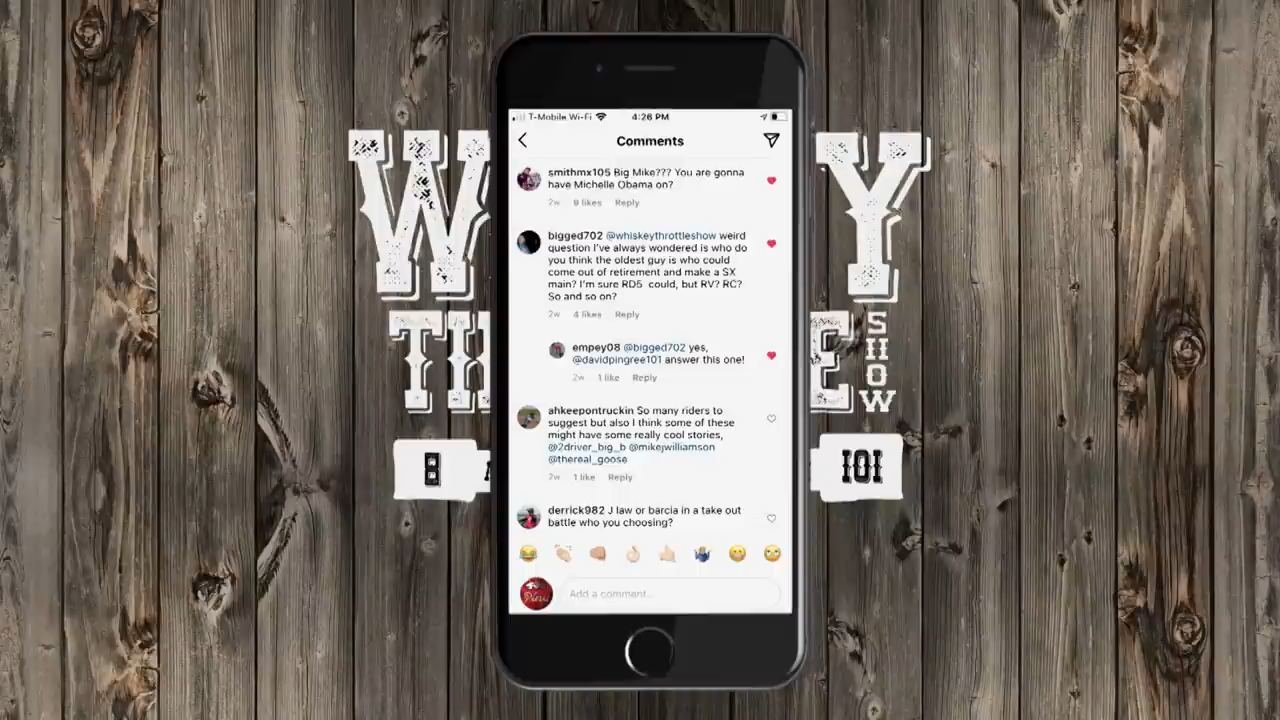 T-Mobile Wi-Fi 4:26 PM
Comments
smithmx105 Big Mike??? You are gonna
have Michelle Obama on?
2w 9 likes Reply
bigged702 @whiskeythrottleshow weird
question I've always wondered is who do
you think the oldest guy is who could
come out of retirement and make a SX
main? I'm sure RD5 could, but RV? RC?
So and so on?
2w 4 likes Reply
empey08 @bigged702 yes,
@davidpingree101 answer this one!
2w 1 like Reply
ahkeepontruckin So many riders to
suggest but also I think some of these
might have some really cool stories,
@2driver_big_b @mikejwilliamson
@thereal_goose
2w 1 like Reply
derrick982 J law or barcia in a take out
battle who you choosing?
Add a comment...
W Y
TH E
SHOW
8 101